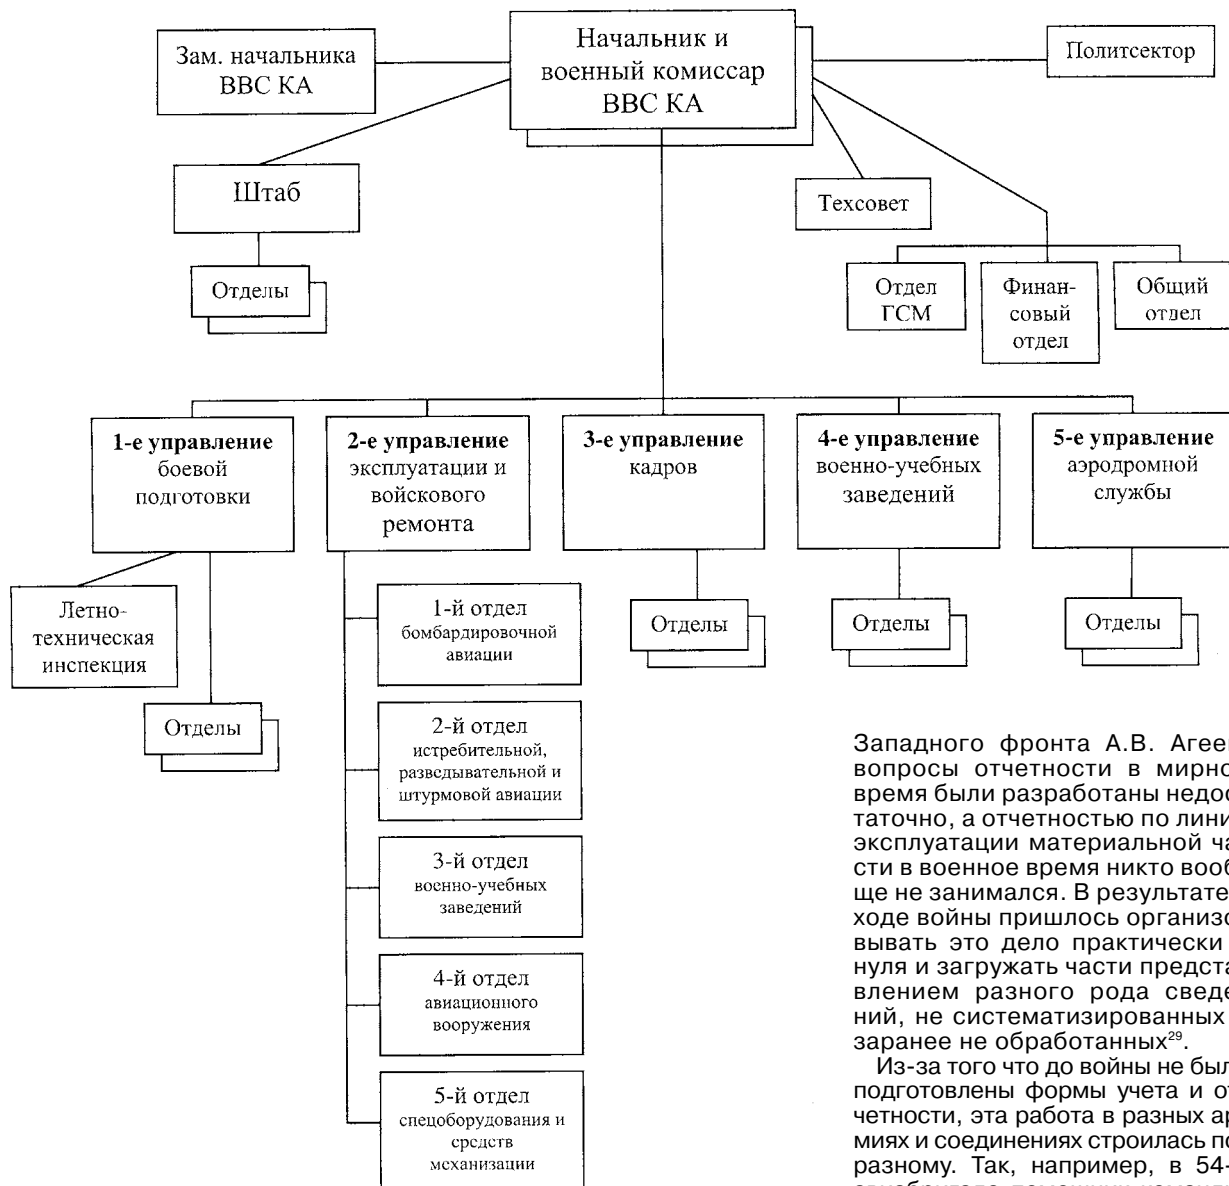 Зам. начальника
ВВС КА
Начальник и
военный комиссар
ВВС КА
Политсектор
Штаб
Отделы
Техсовет
Отдел
ГСМ
Финан-
совый
отдел
Общий
отдел
1-е управление
боевой
подготовки
2-е управление
эксплуатации и
войскового
ремонта
3-е управление
кадров
4-е управление
военно-учебных
заведений
5-е управление
аэродромной
службы
Летно-
техническая
инспекция
Отделы
1-й отдел
бомбардировочной
авиации
2-й отдел
истребительной,
разведывательной и
штурмовой авиации
3-й отдел
военно-учебных
заведений
4-й отдел
авиационного
вооружения
5-й отдел
спецоборудования и
средств
механизации
Отделы
Отделы
Отделы
Западного фронта А.В. Агее
вопросы отчетности в мирно
время были разработаны недос
таточно, а отчетностью по лини
эксплуатации материальной ча
сти в военное время никто вооб
ще не занимался. В результате
ходе войны пришлось организо
вывать это дело практически
нуля и загружать части предста
влением разного рода сведе
ний, не систематизированных
заранее не обработанных²⁹.
Из-за того что до войны не был
подготовлены формы учета и от
четности, эта работа в разных ар
миях и соединениях строилась по
разному. Так, например, в 54-